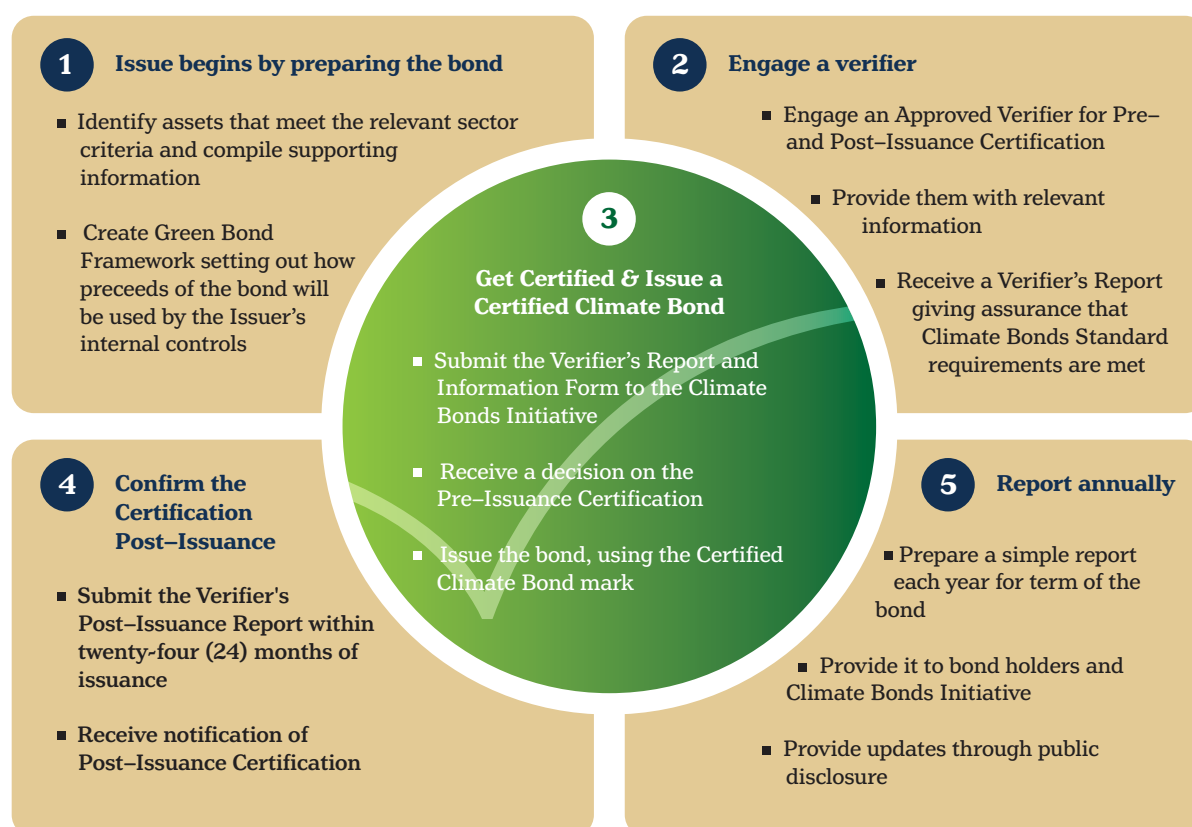 1
Issue begins by preparing the bond
▪ Identify assets that meet the relevant sector
criteria and compile supporting
information
▪ Create Green Bond
Framework setting out how
preceeds of the bond will
be used by the Issuer’s
internal controls
2
Engage a verifier
▪ Engage an Approved Verifier for Pre–
and Post–Issuance Certification
▪ Provide them with relevant
information
▪ Receive a Verifier’s Report
giving assurance that
Climate Bonds Standard
requirements are met
3
Get Certified & Issue a
Certified Climate Bond
▪ Submit the Verifier’s Report and
Information Form to the Climate
Bonds Initiative
▪ Receive a decision on the
Pre–Issuance Certification
▪ Issue the bond, using the Certified
Climate Bond mark
4
Confirm the
Certification
Post–Issuance
▪ Submit the Verifier's
Post–Issuance Report within
twenty-four (24) months of
issuance
▪ Receive notification of
Post–Issuance Certification
5
Report annually
▪ Prepare a simple report
each year for term of the
bond
▪ Provide it to bond holders and
Climate Bonds Initiative
▪ Provide updates through public
disclosure